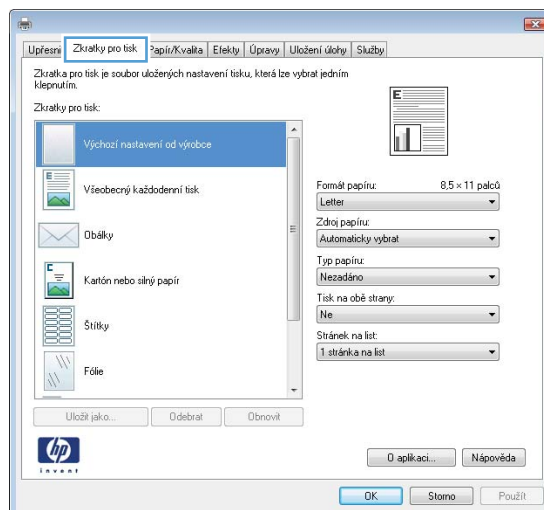 Zkratky pro tisk
Papír/Kvalita
Efekty
Úpravy
Uložení úlohy
Služby
Zkratka pro tisk je soubor uložených nastavení tisku, která lze vybrat jedním
klepnutím.
Zkratky pro tisk:
Výchozí nastavení od výrobce
Všeobecný každodenní tisk
Obálky
Kartón nebo silný papír
Štítky
Fólie
Uložit jako...
Odebrat
Obnovit
Formát papíru: 8,5 × 11 palců
Letter
Zdroj papíru:
Automaticky vybrat
Typ papíru:
Nezadáno
Tisk na obě strany:
Ne
Stránek na list:
1 stránka na list
hp
invent
O aplikaci...
Nápověda
OK
Storno
Použít